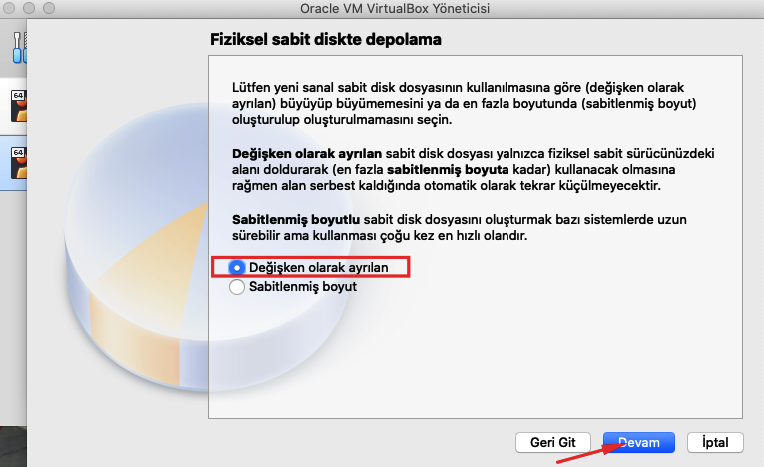 Oracle VM VirtualBox Yöneticisi
Fiziksel sabit diskte depolama
64
64
Lütfen yeni sanal sabit disk dosyasının kullanılmasına göre (değişken olarak
ayrılan) büyüyüp büyümemesini ya da en fazla boyutunda (sabitlenmiş boyut)
oluşturulup oluşturulmamasını seçin.
Değişken olarak ayrılan sabit disk dosyası yalnızca fiziksel sabit sürücünüzdeki
alanı doldurarak (en fazla sabitlenmiş boyuta kadar) kullanacak olmasına
rağmen alan serbest kaldığında otomatik olarak tekrar küçülmeyecektir.
Sabitlenmiş boyutlu sabit disk dosyasını oluşturmak bazı sistemlerde uzun
sürebilir ama kullanması çoğu kez en hızlı olandır.
Değişken olarak ayrılan
Sabitlenmiş boyut
Geri Git
Devam
İptal